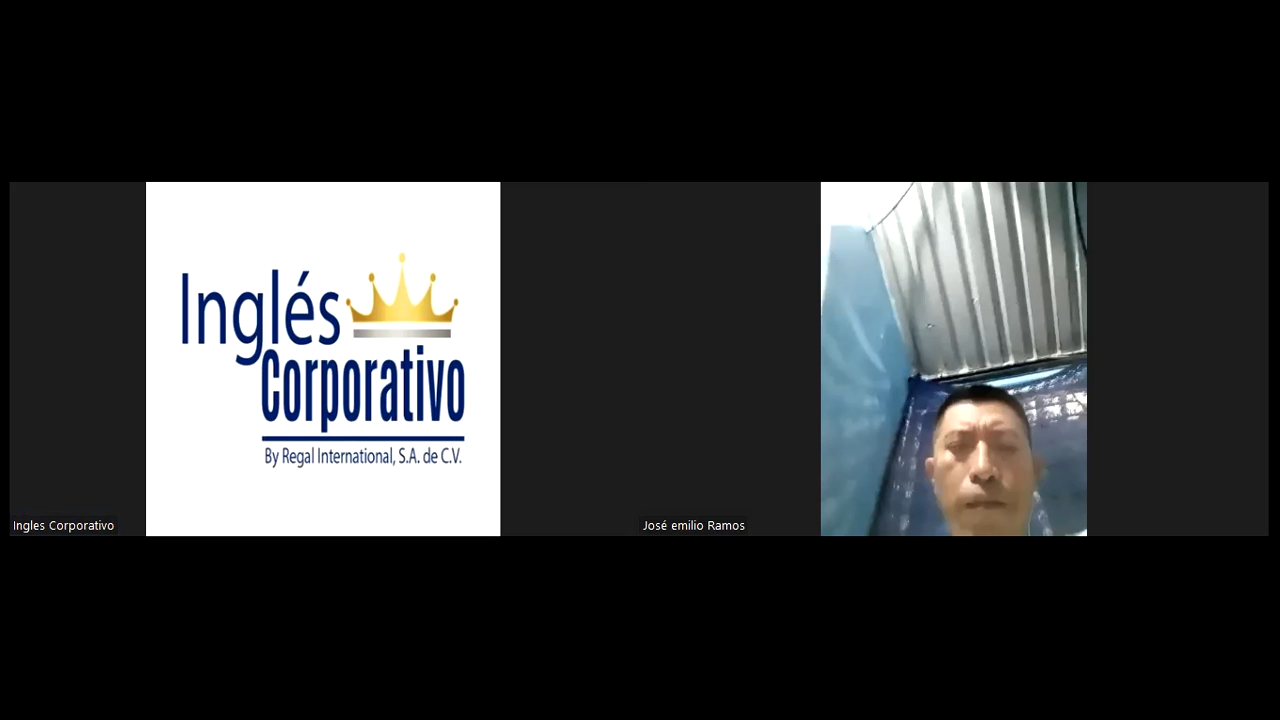 Inglés
Corporativo
By Regal International, S.A. de C.V.
Ingles Corporativo
José emilio Ramos